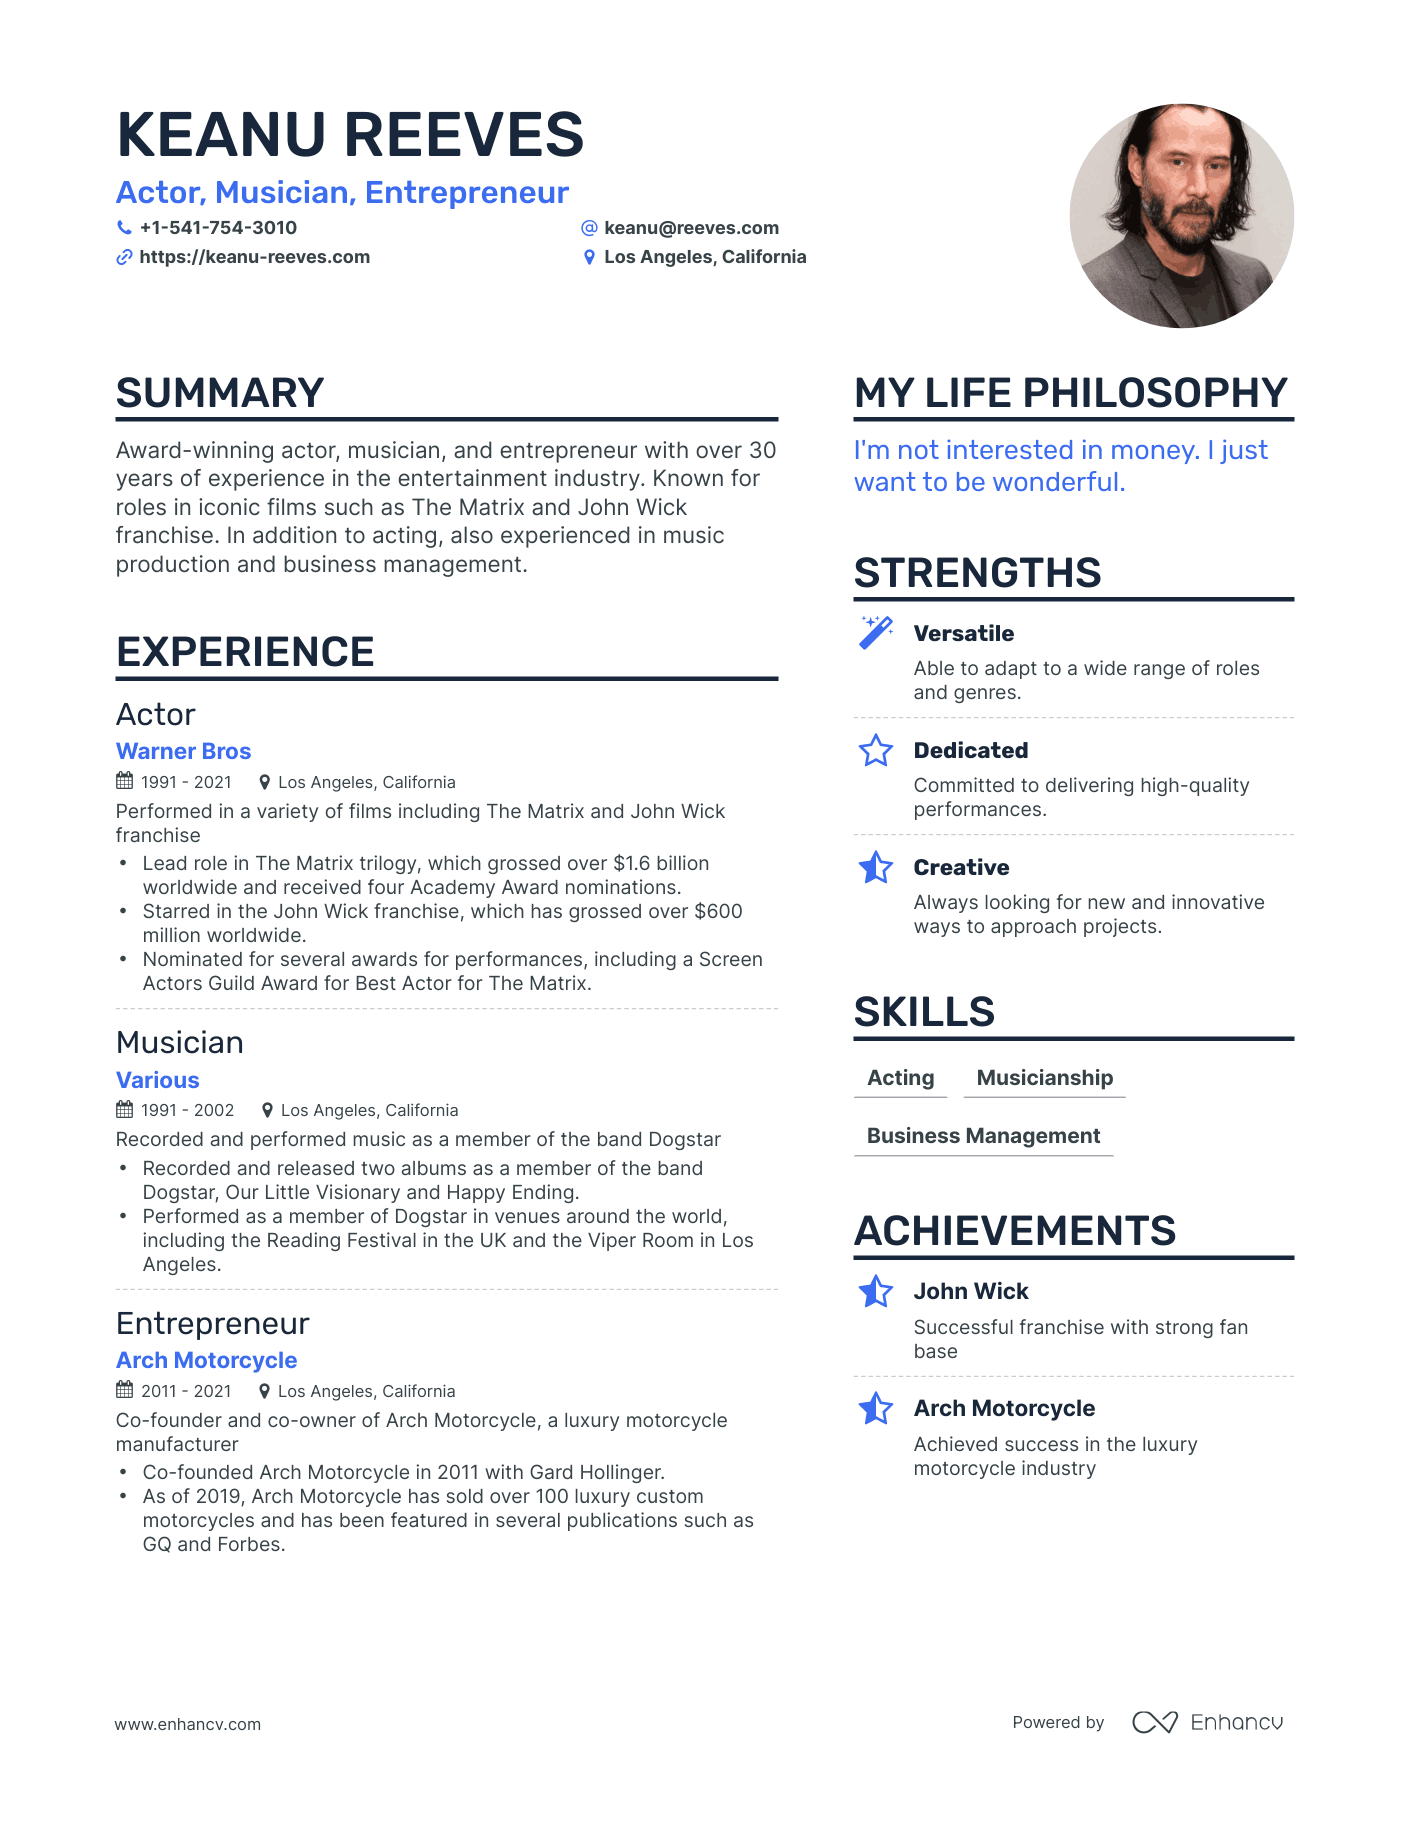 KEANU REEVES
Actor, Musician, Entrepreneur
+1-541-754-3010
keanu@reeves.com
https://keanu-reeves.com
Los Angeles, California
SUMMARY
Award-winning actor, musician, and entrepreneur with over 30
years of experience in the entertainment industry. Known for
roles in iconic films such as The Matrix and John Wick
franchise. In addition to acting, also experienced in music
production and business management.
EXPERIENCE
Actor
Warner Bros
1991 - 2021 Los Angeles, California
Performed in a variety of films including The Matrix and John Wick
franchise
• Lead role in The Matrix trilogy, which grossed over $1.6 billion
worldwide and received four Academy Award nominations.
• Starred in the John Wick franchise, which has grossed over $600
million worldwide.
• Nominated for several awards for performances, including a Screen
Actors Guild Award for Best Actor for The Matrix.
Musician
Various
1991 - 2002 Los Angeles, California
Recorded and performed music as a member of the band Dogstar
• Recorded and released two albums as a member of the band
Dogstar, Our Little Visionary and Happy Ending.
• Performed as a member of Dogstar in venues around the world,
including the Reading Festival in the UK and the Viper Room in Los
Angeles.
Entrepreneur
Arch Motorcycle
2011 - 2021 Los Angeles, California
Co-founder and co-owner of Arch Motorcycle, a luxury motorcycle
manufacturer
• Co-founded Arch Motorcycle in 2011 with Gard Hollinger.
• As of 2019, Arch Motorcycle has sold over 100 luxury custom
motorcycles and has been featured in several publications such as
GQ and Forbes.
MY LIFE PHILOSOPHY
I'm not interested in money. I just
want to be wonderful.
STRENGTHS
Versatile
Able to adapt to a wide range of roles
and genres.
Dedicated
Committed to delivering high-quality
performances.
Creative
Always looking for new and innovative
ways to approach projects.
SKILLS
Acting Musicianship
Business Management
ACHIEVEMENTS
John Wick
Successful franchise with strong fan
base
Arch Motorcycle
Achieved success in the luxury
motorcycle industry
www.enhancv.com
Powered by Enhancv